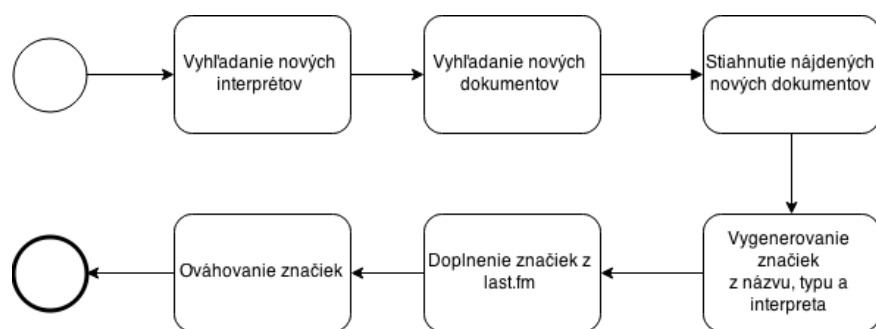 Vyhľadanie nových
interprétov
Vyhľadanie nových
dokumentov
Stiahnutie nájdených
nových dokumentov
Vygenerovanie
značiek
z názvu, typu a
interpreta
Doplnenie značiek z
last.fm
Ováhovanie značiek